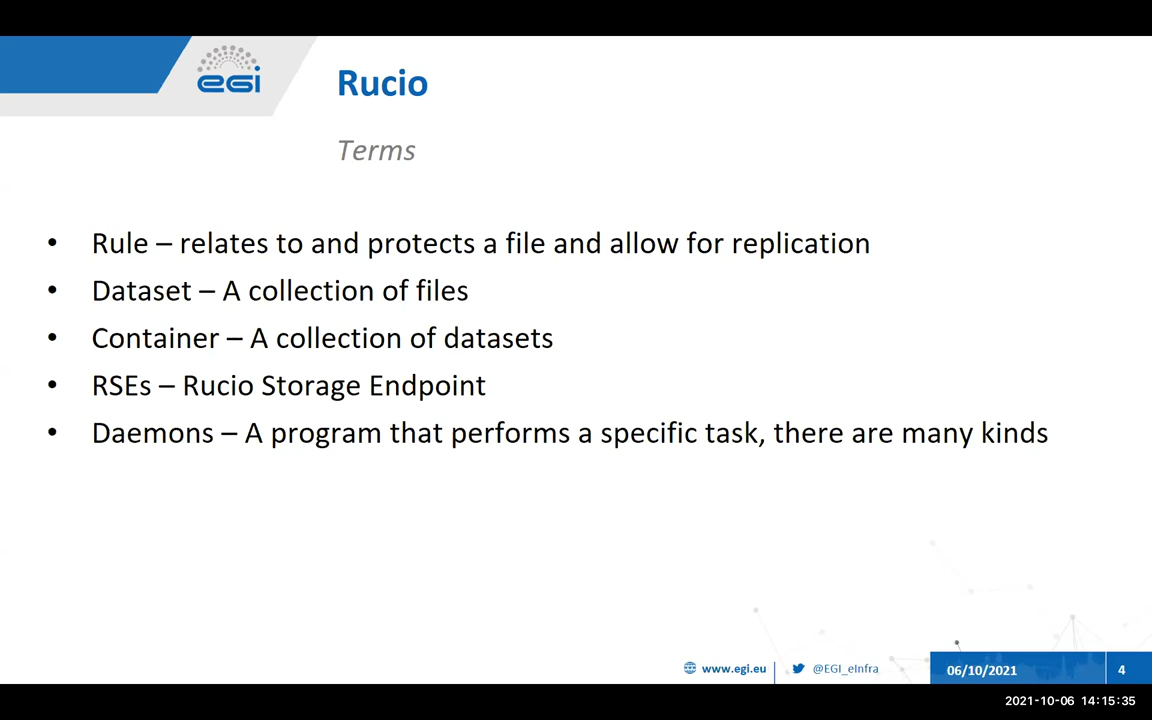 egi
Rucio
Terms
• Rule – relates to and protects a file and allow for replication
• Dataset – A collection of files
• Container – A collection of datasets
• RSEs – Rucio Storage Endpoint
• Daemons – A program that performs a specific task, there are many kinds
www.egi.eu
@EGI_eInfra
06/10/2021
4
2021-10-06 14:15:35